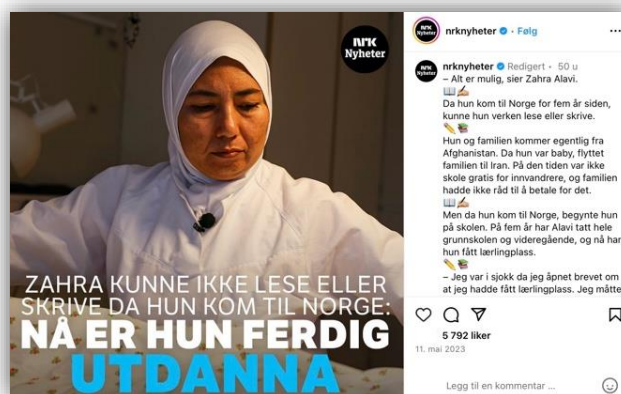 NRK
Nyheter
ZAHRA KUNNE IKKE LESE ELLER
SKRIVE DA HUN KOM TIL NORGE:
NÅ ER HUN FERDIG
UTDANNA
NRK
Nyheter
nrknyheter • Følg
...
NRK
Nyheter
nrknyheter Redigert • 50 u
– Alt er mulig, sier Zahra Alavi.
📖✍️
Da hun kom til Norge for fem år siden,
kunne hun verken lese eller skrive.
✏️📚
Hun og familien kommer egentlig fra
Afghanistan. Da hun var baby, flyttet
familien til Iran. På den tiden var ikke
skole gratis for innvandrere, og familien
hadde ikke råd til å betale for det.
📖✍️
Men da hun kom til Norge, begynte hun
på skolen. På fem år har Alavi tatt hele
grunnskolen og videregående, og nå har
hun fått lærlingplass.
✏️📚
– Jeg var i sjokk da jeg åpnet brevet om
at jeg hadde fått lærlingplass. Jeg måtte
5 792 liker
11. mai 2023
Legg til en kommentar ...